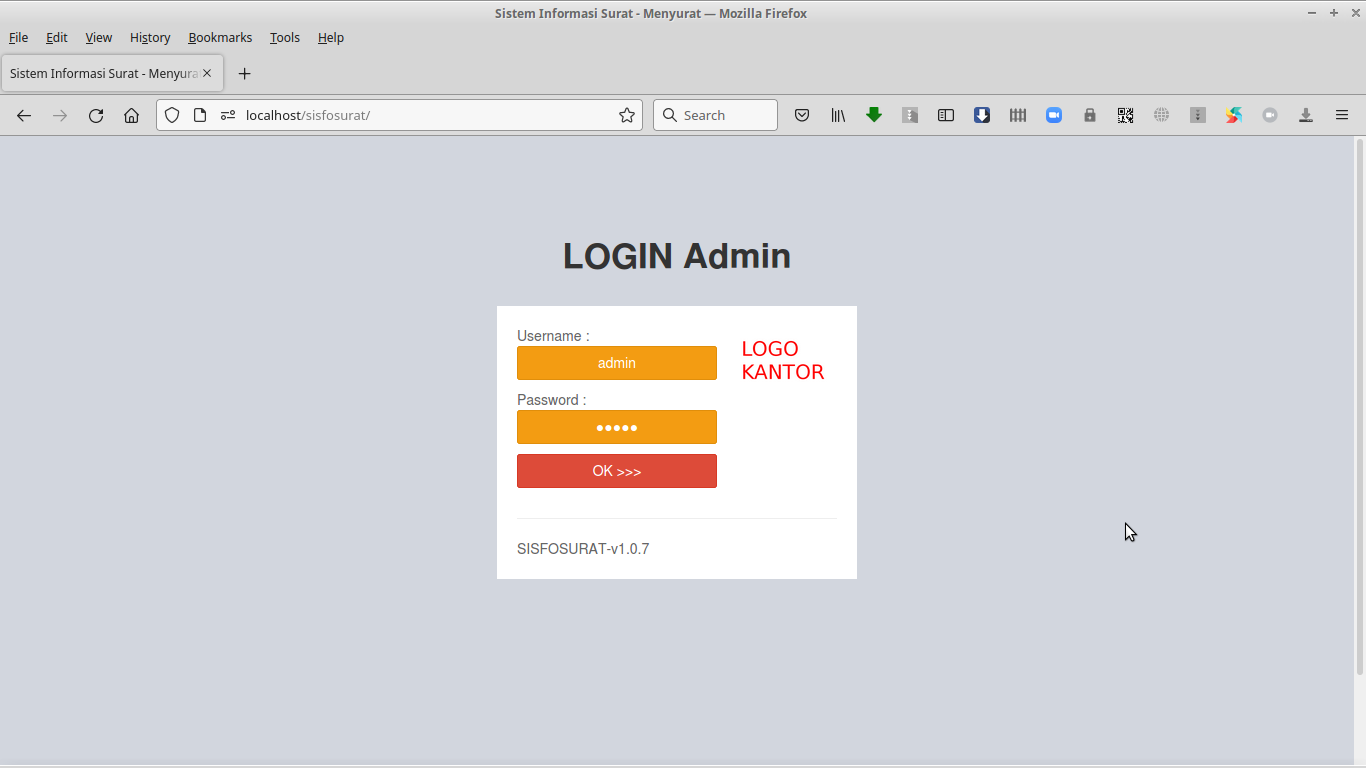 Sistem Informasi Surat - Menyurat — Mozilla Firefox
File Edit View History Bookmarks Tools Help
Sistem Informasi Surat - Menyura
localhost/sisfosurat/ Search
LOGIN Admin
Username :
admin
LOGO
KANTOR
Password :
●●●●●
OK >>>
SISFOSURAT-v1.0.7